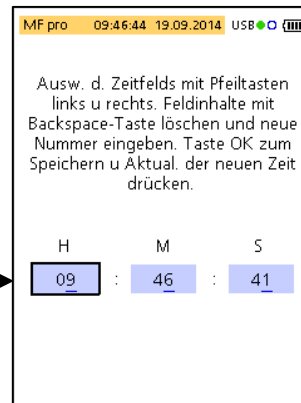 MF pro 09:46:44 19.09.2014 USB
Ausw. d. Zeitfelds mit Pfeiltasten
links u rechts. Feldinhalte mit
Backspace-Taste löschen und neue
Nummer eingeben. Taste OK zum
Speichern u Aktual. der neuen Zeit
drücken.
H M S
09 : 46 : 41